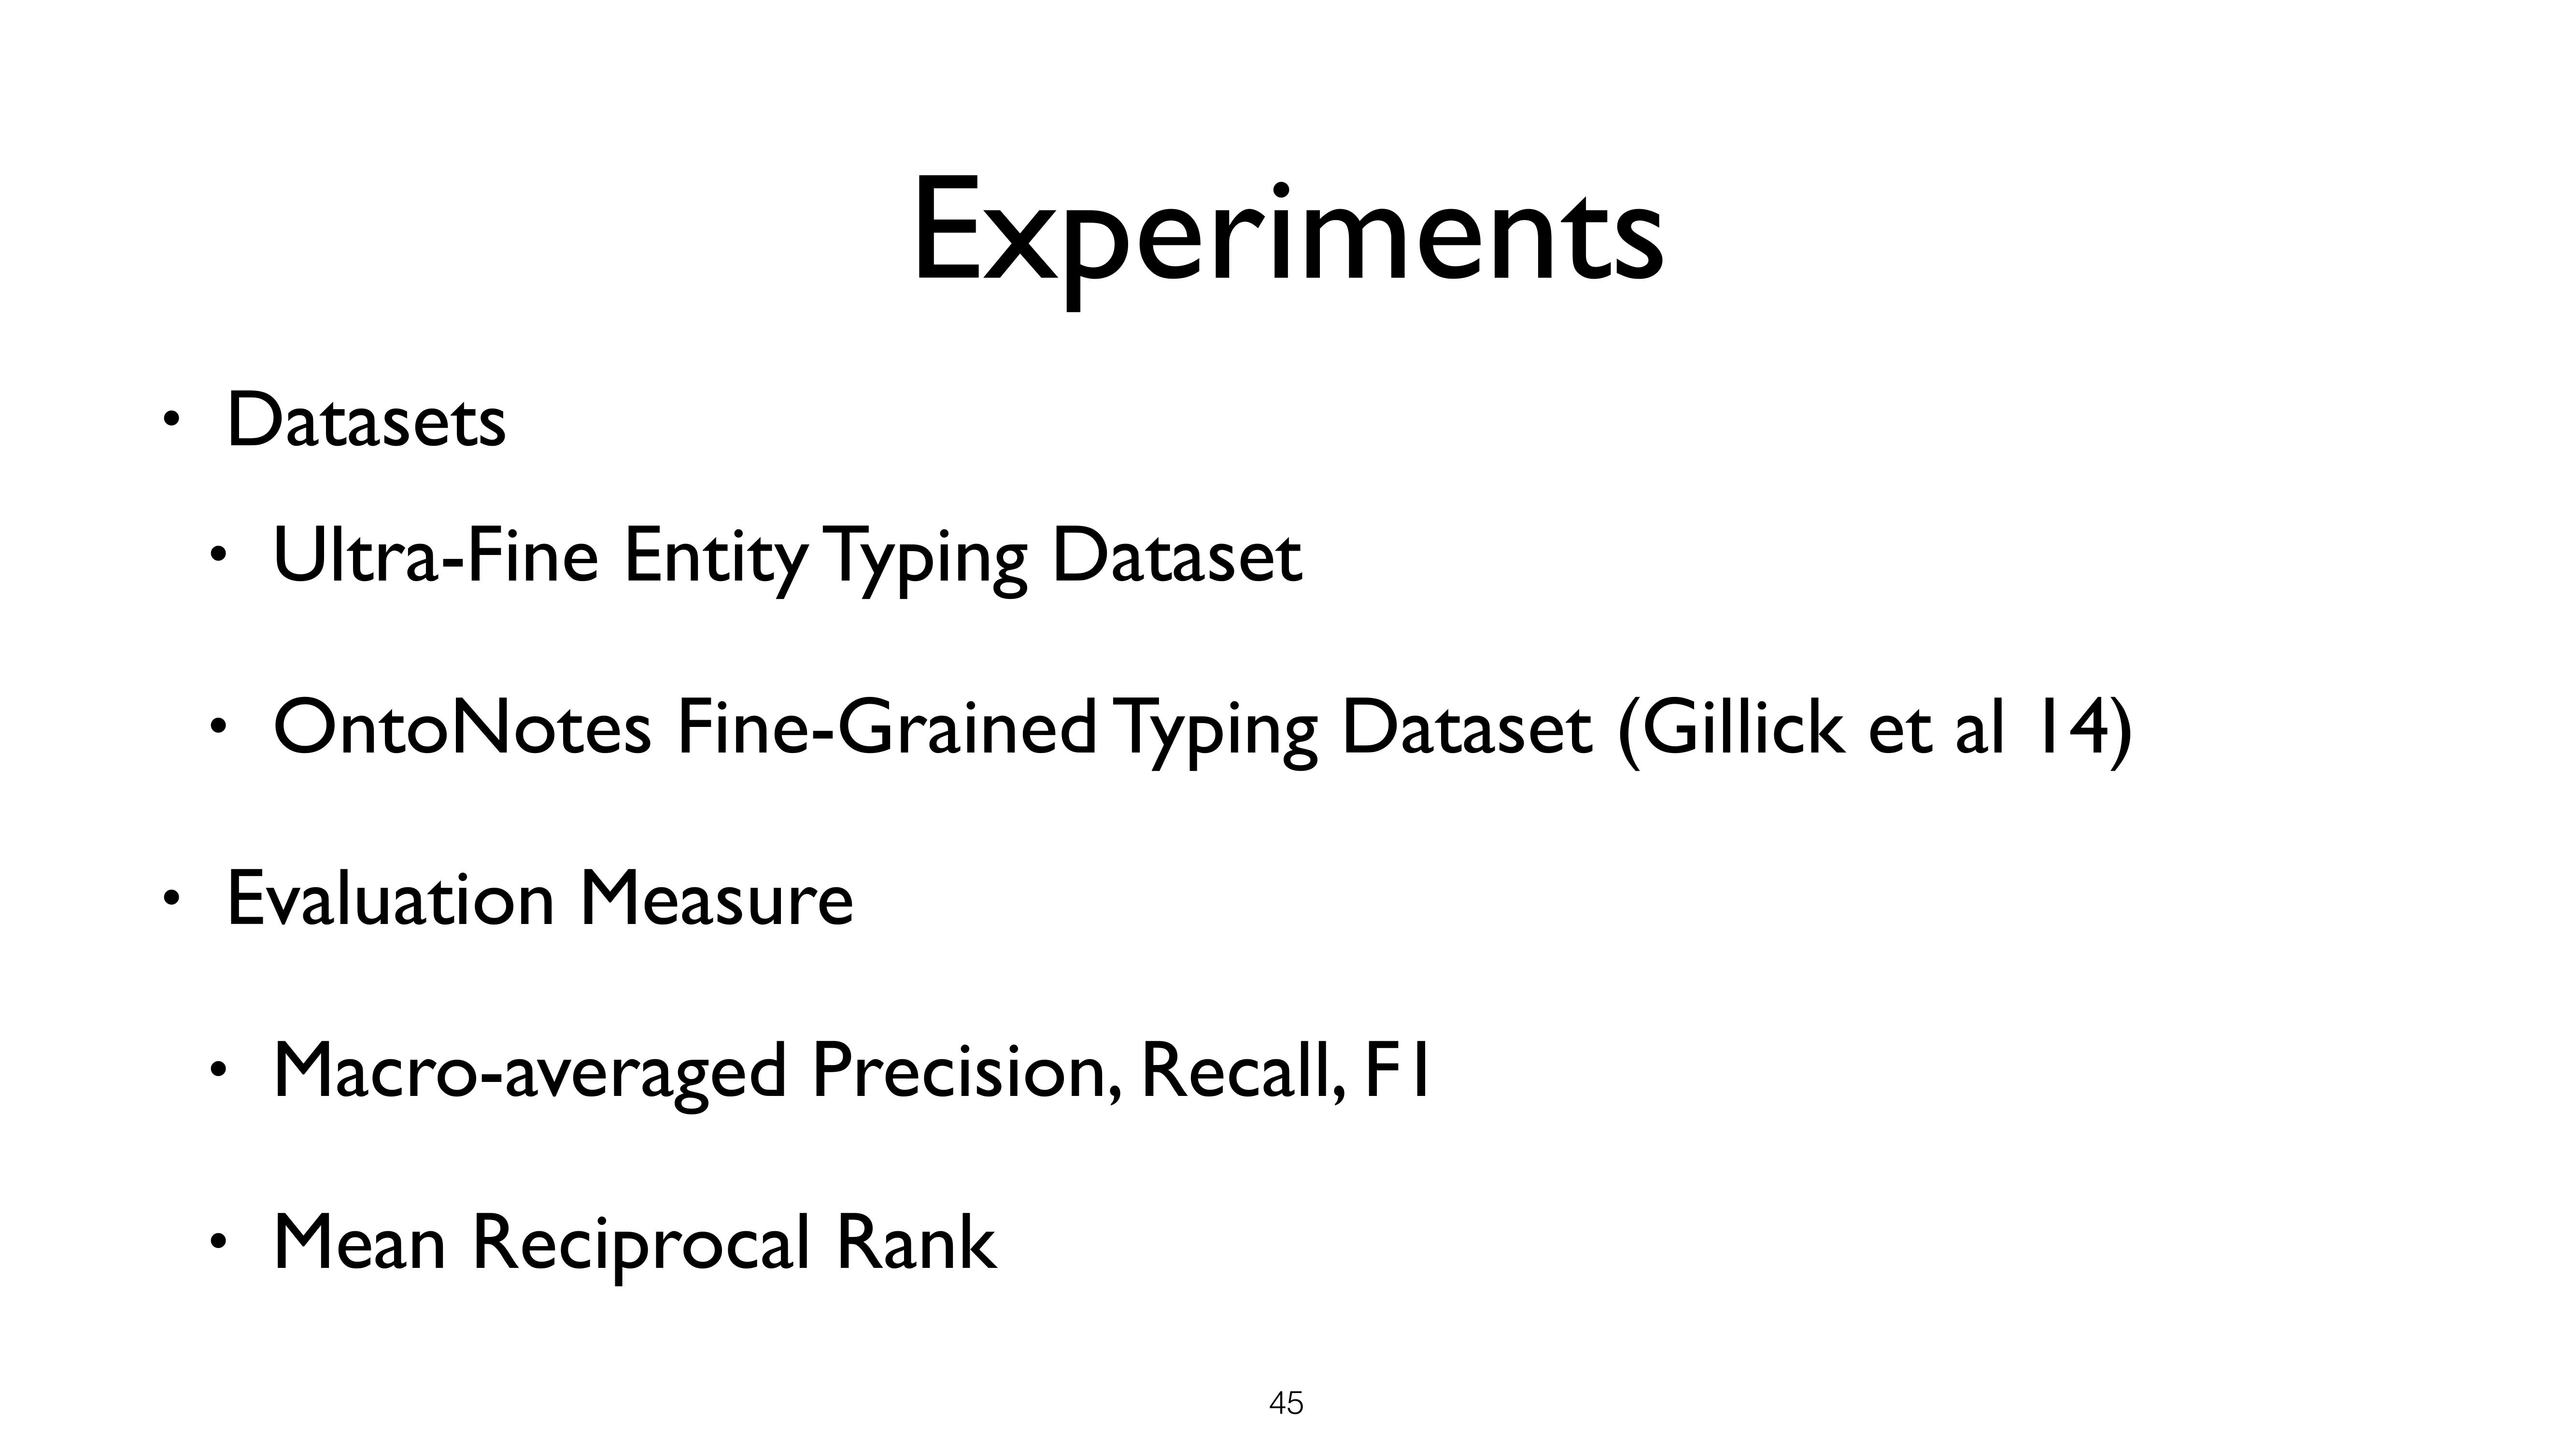 Experiments
• Datasets
• Ultra-Fine Entity Typing Dataset
• OntoNotes Fine-Grained Typing Dataset (Gillick et al 14)
• Evaluation Measure
• Macro-averaged Precision, Recall, F1
• Mean Reciprocal Rank
45